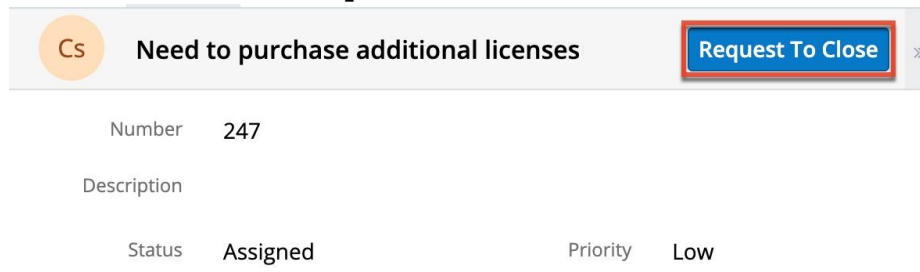 Cs Need to purchase additional licenses Request To Close »
Number 247
Description
Status Assigned Priority Low